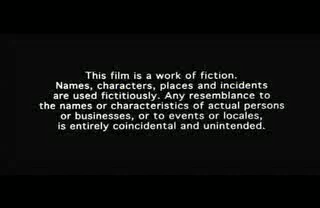 This film is a work of fiction.
Names, characters, places and incidents
are used fictitiously. Any resemblance to
the names or characteristics of actual persons
or businesses, or to events or locales,
is entirely coincidental and unintended.